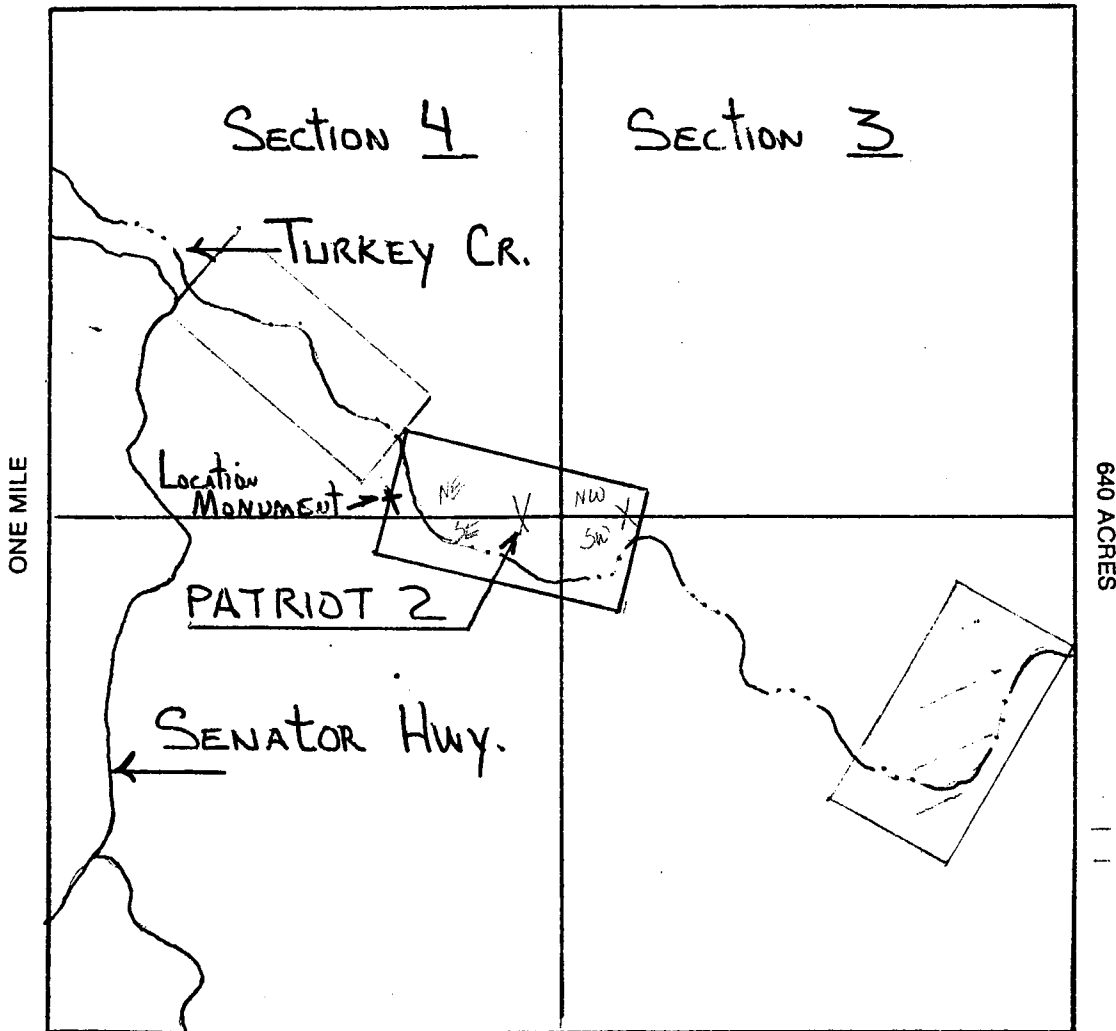 Section 4
Section 3
TURKEY CR.
Location
MONUMENT
NE
SE
NW
SW
PATRIOT 2
SENATOR HWY.
ONE MILE
640 ACRES